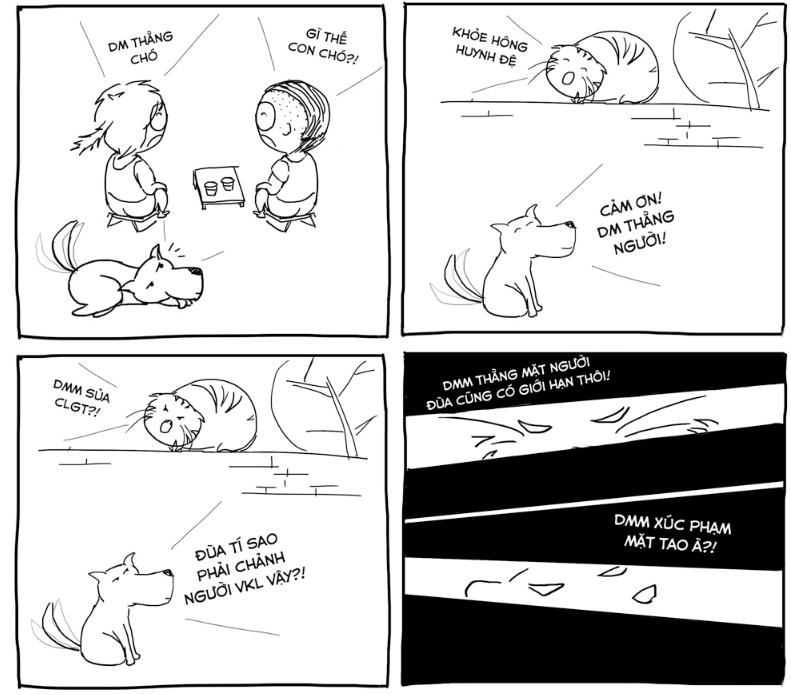 DM THẰNG
CHÓ
GÌ THẾ
CON CHÓ?!
KHỎE HÔNG
HUYNH ĐỆ
CẢM ƠN!
DM THẰNG
NGƯỜI!
DMM SỦA
CLGT?!
ĐÙA TÍ SAO
PHẢI CHẢNH
NGƯỜI VKL VẬY?!
DMM THẰNG MẶT NGƯỜI
ĐÙA CŨNG CÓ GIỚI HẠN THÔI!
DMM XÚC PHẠM
MẶT TAO À?!